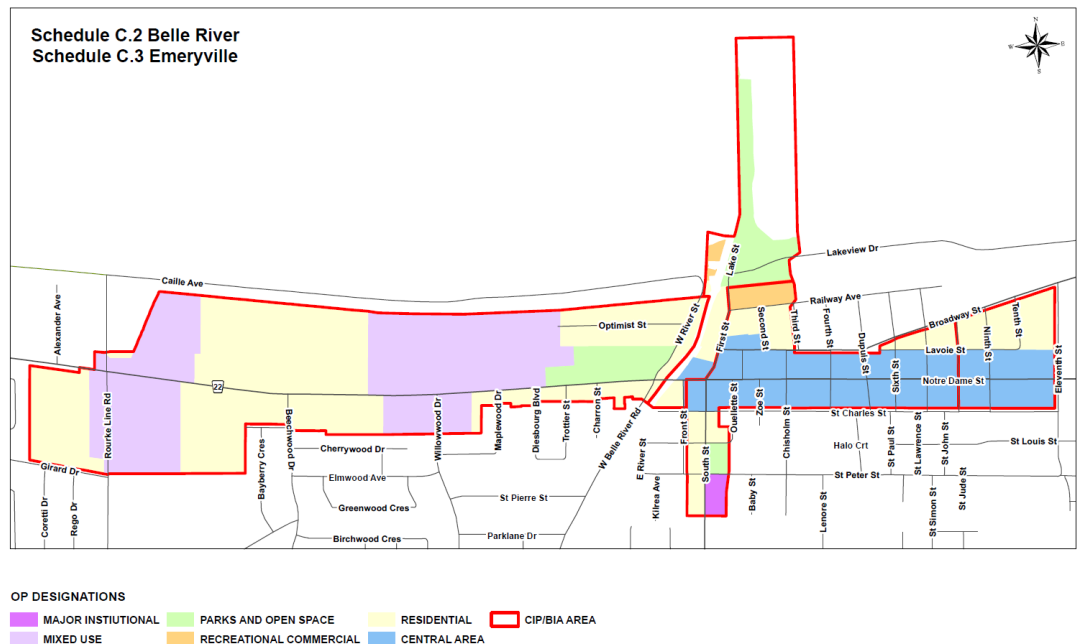 Schedule C.2 Belle River
Schedule C.3 Emeryville
N
W
E
S
Caille Ave
Alexander Ave
Lakeview Dr
Lake St
Railway Ave
Broadway St
Tenth St
Optimist St
W River St
First St
Second St
Third St
Fourth St
Dupuis St
Lavoie St
Ninth St
Sixth St
Notre Dame St
Eleventh St
22
Rourke Line Rd
Beechwood Dr
Willowwood Dr
Maplewood Dr
Diesbourg Blvd
Trottier St
Charron St
W Belle River Rd
Front St
Ouellette St
Zoe St
Chisholm St
St Charles St
Bayberry Cres
Cherrywood Dr
Elmwood Ave
Greenwood Cres
Birchwood Cres
St Pierre St
Parklane Dr
E River St
Kilrea Ave
South St
Baby St
Lenore St
Halo Crt
St Peter St
St Paul St
St Lawrence St
St John St
St Louis St
St Simon St
St Jude St
Girard Dr
Coretti Dr
Rego Dr
OP DESIGNATIONS
MAJOR INSTIUTIONAL
PARKS AND OPEN SPACE
RESIDENTIAL
CIP/BIA AREA
MIXED USE
RECREATIONAL COMMERCIAL
CENTRAL AREA